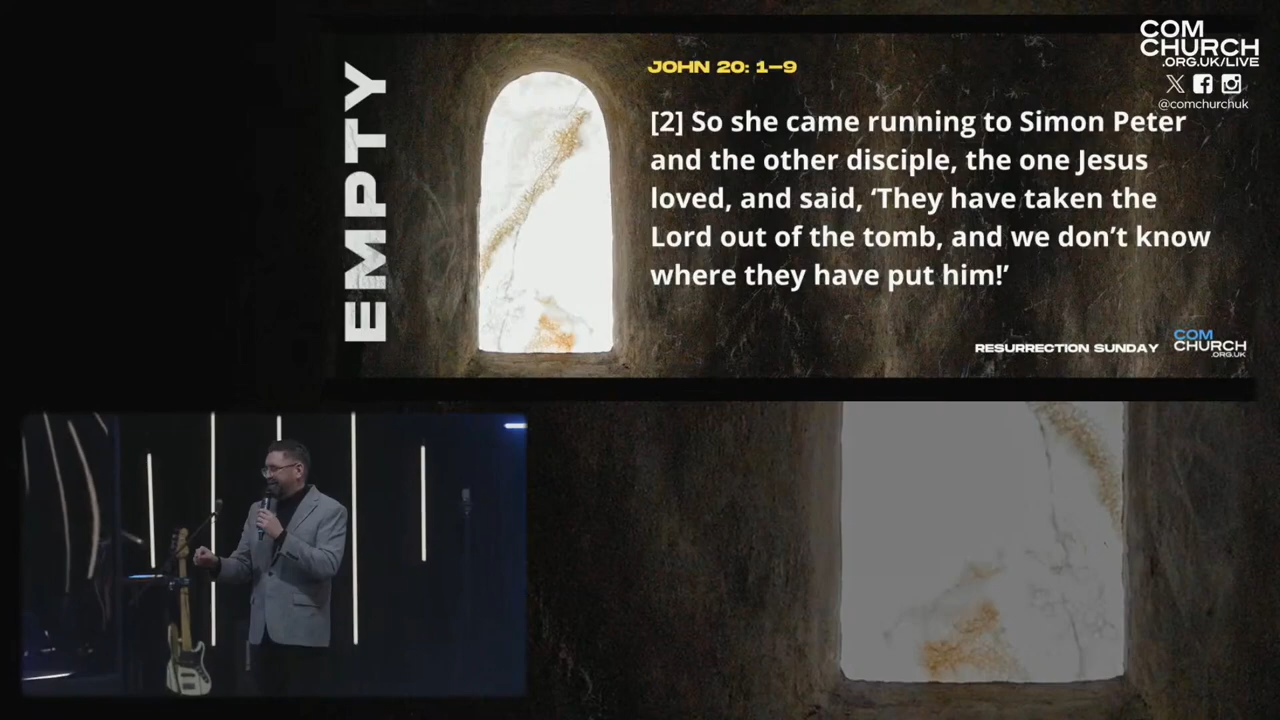 COM
CHURCH
.ORG.UK/LIVE
@comchurchuk
EMPTY
JOHN 20: 1–9
[2] So she came running to Simon Peter
and the other disciple, the one Jesus
loved, and said, ‘They have taken the
Lord out of the tomb, and we don’t know
where they have put him!’
RESURRECTION SUNDAY
COM
CHURCH
.ORG.UK